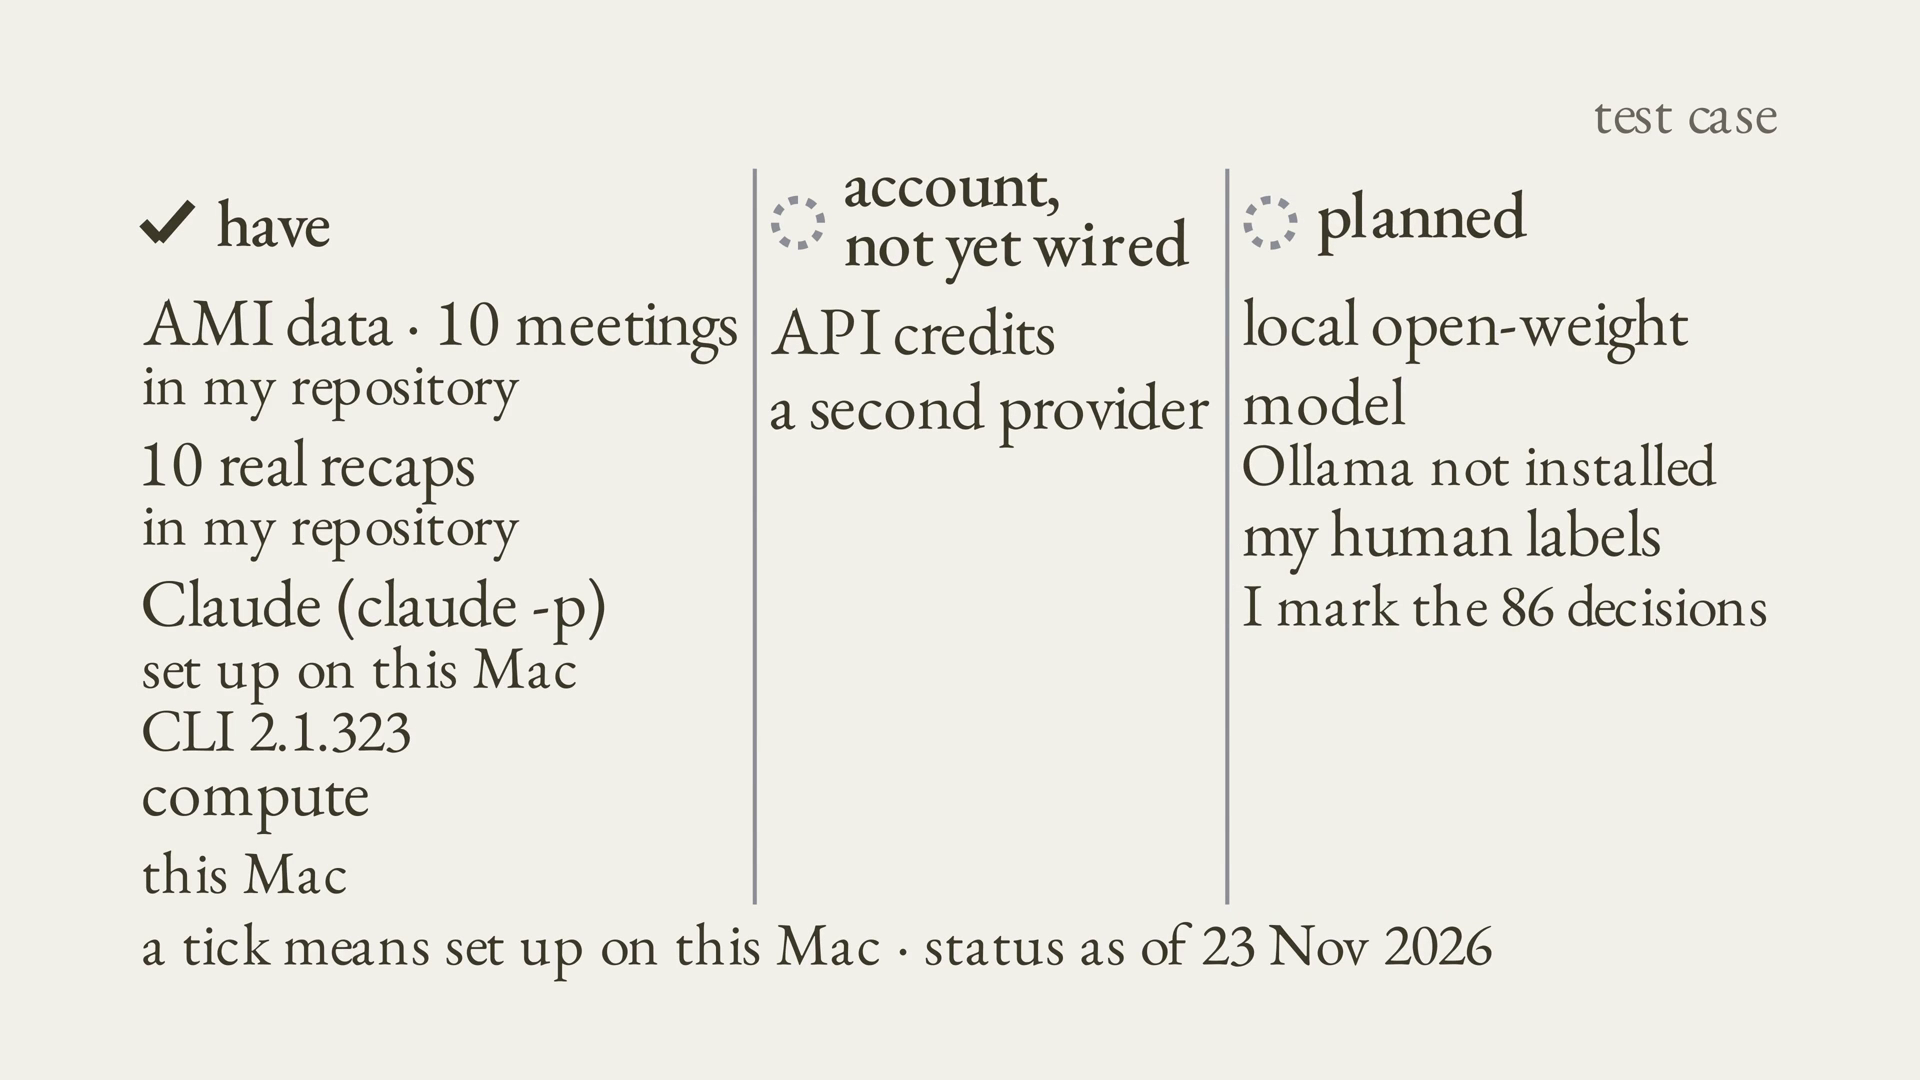 test case
have
AMI data · 10 meetings
in my repository
10 real recaps
in my repository
Claude (claude -p)
set up on this Mac
CLI 2.1.323
compute
this Mac
account,
not yet wired
API credits
a second provider
planned
local open-weight
model
Ollama not installed
my human labels
I mark the 86 decisions
a tick means set up on this Mac · status as of 23 Nov 2026